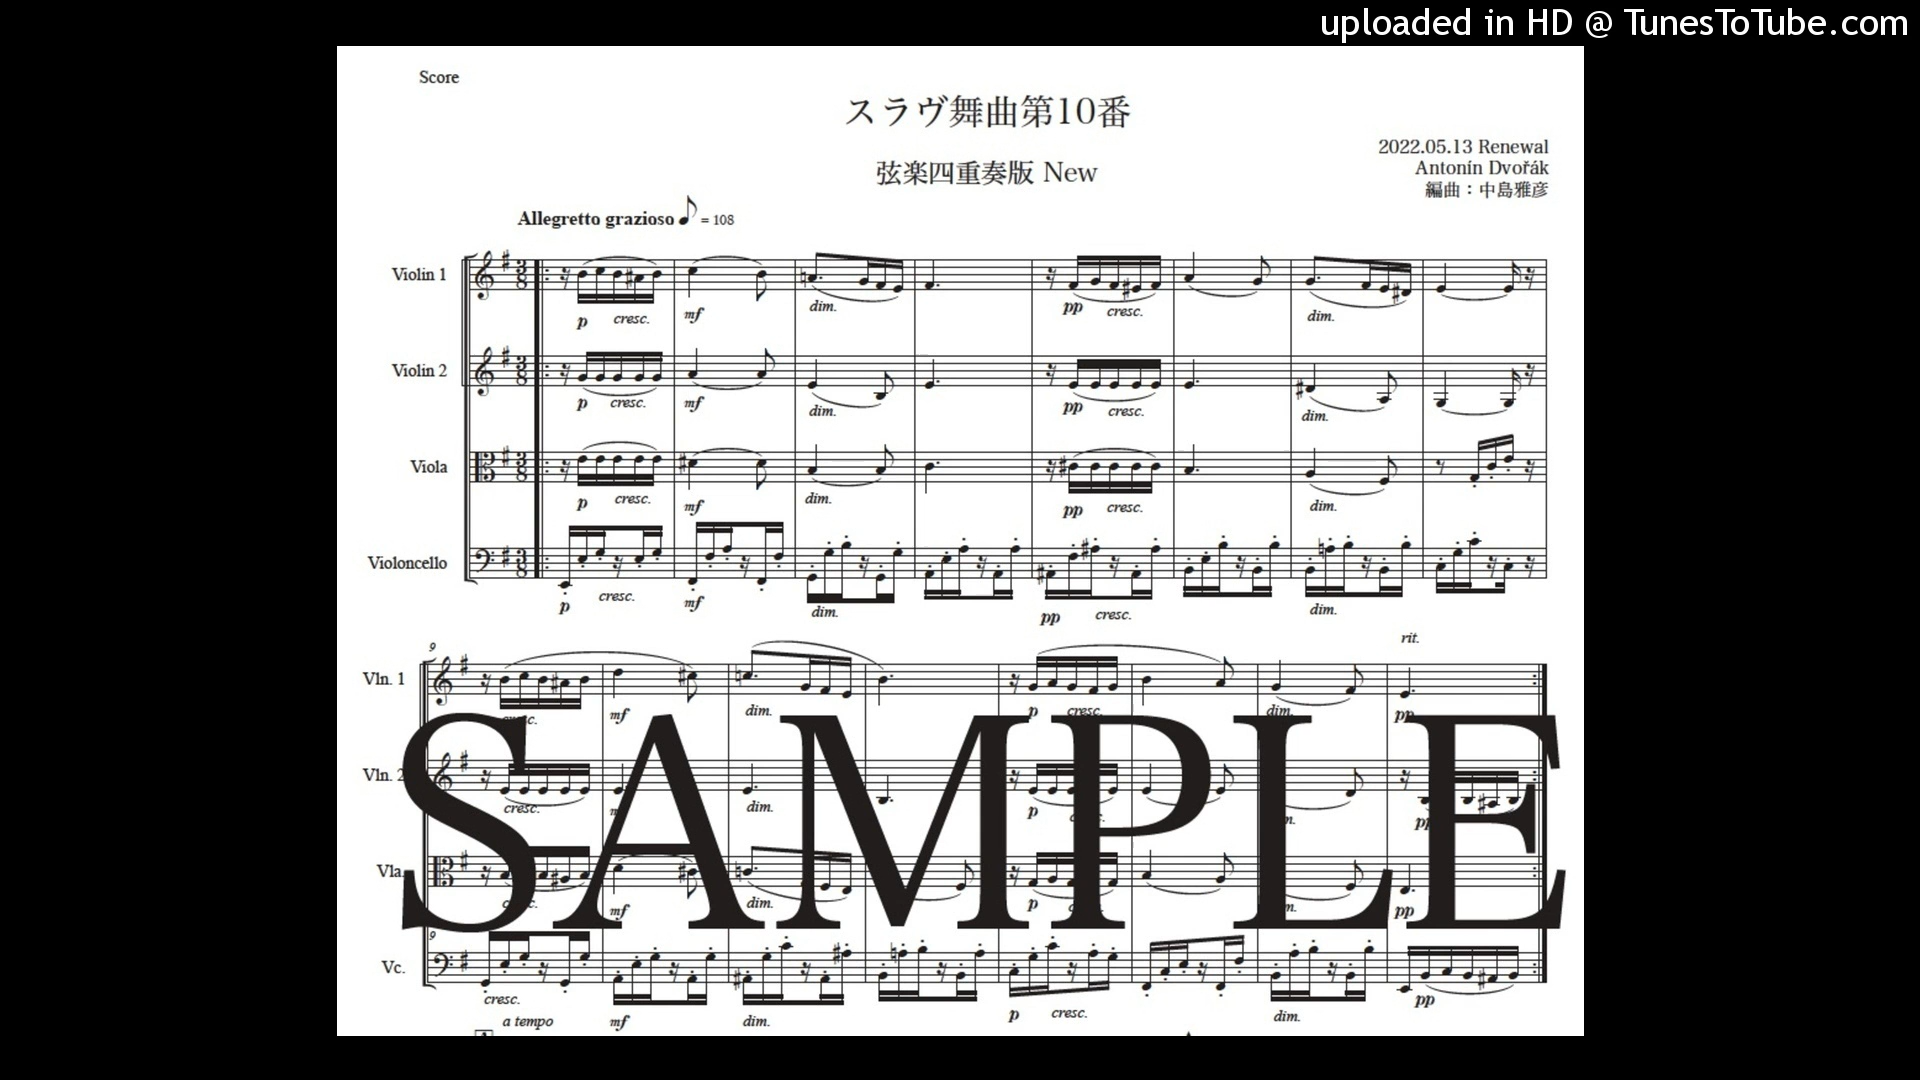 uploaded in HD @ TunesToTube.com
Score
スラヴ舞曲第10番
弦楽四重奏版 New
2022.05.13 Renewal
Antonín Dvořák
編曲：中島雅彦
Allegretto grazioso = 108
Violin 1
p cresc. mf dim. pp cresc. dim.
Violin 2
p cresc. mf dim. pp cresc. dim.
Viola
p cresc. mf dim. pp cresc. dim.
Violoncello
p cresc. mf dim. pp cresc. dim.
rit.
9
Vln. 1
cresc. mf dim. p cresc. dim. pp
SAMPLE
Vln. 2
cresc. dim. p
Vla.
mf dim. p pp
9
Vc.
cresc. mf dim. p cresc. dim. pp
a tempo